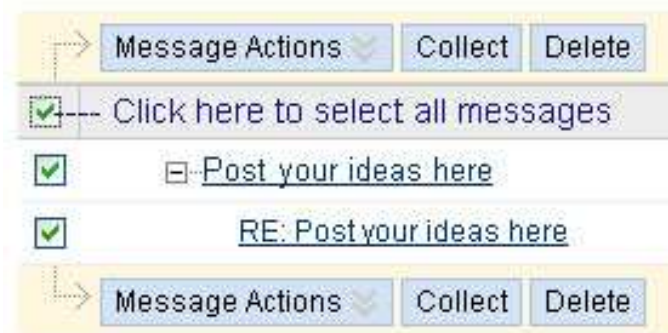 Message Actions Collect Delete
Click here to select all messages
Post your ideas here
RE: Post your ideas here
Message Actions Collect Delete